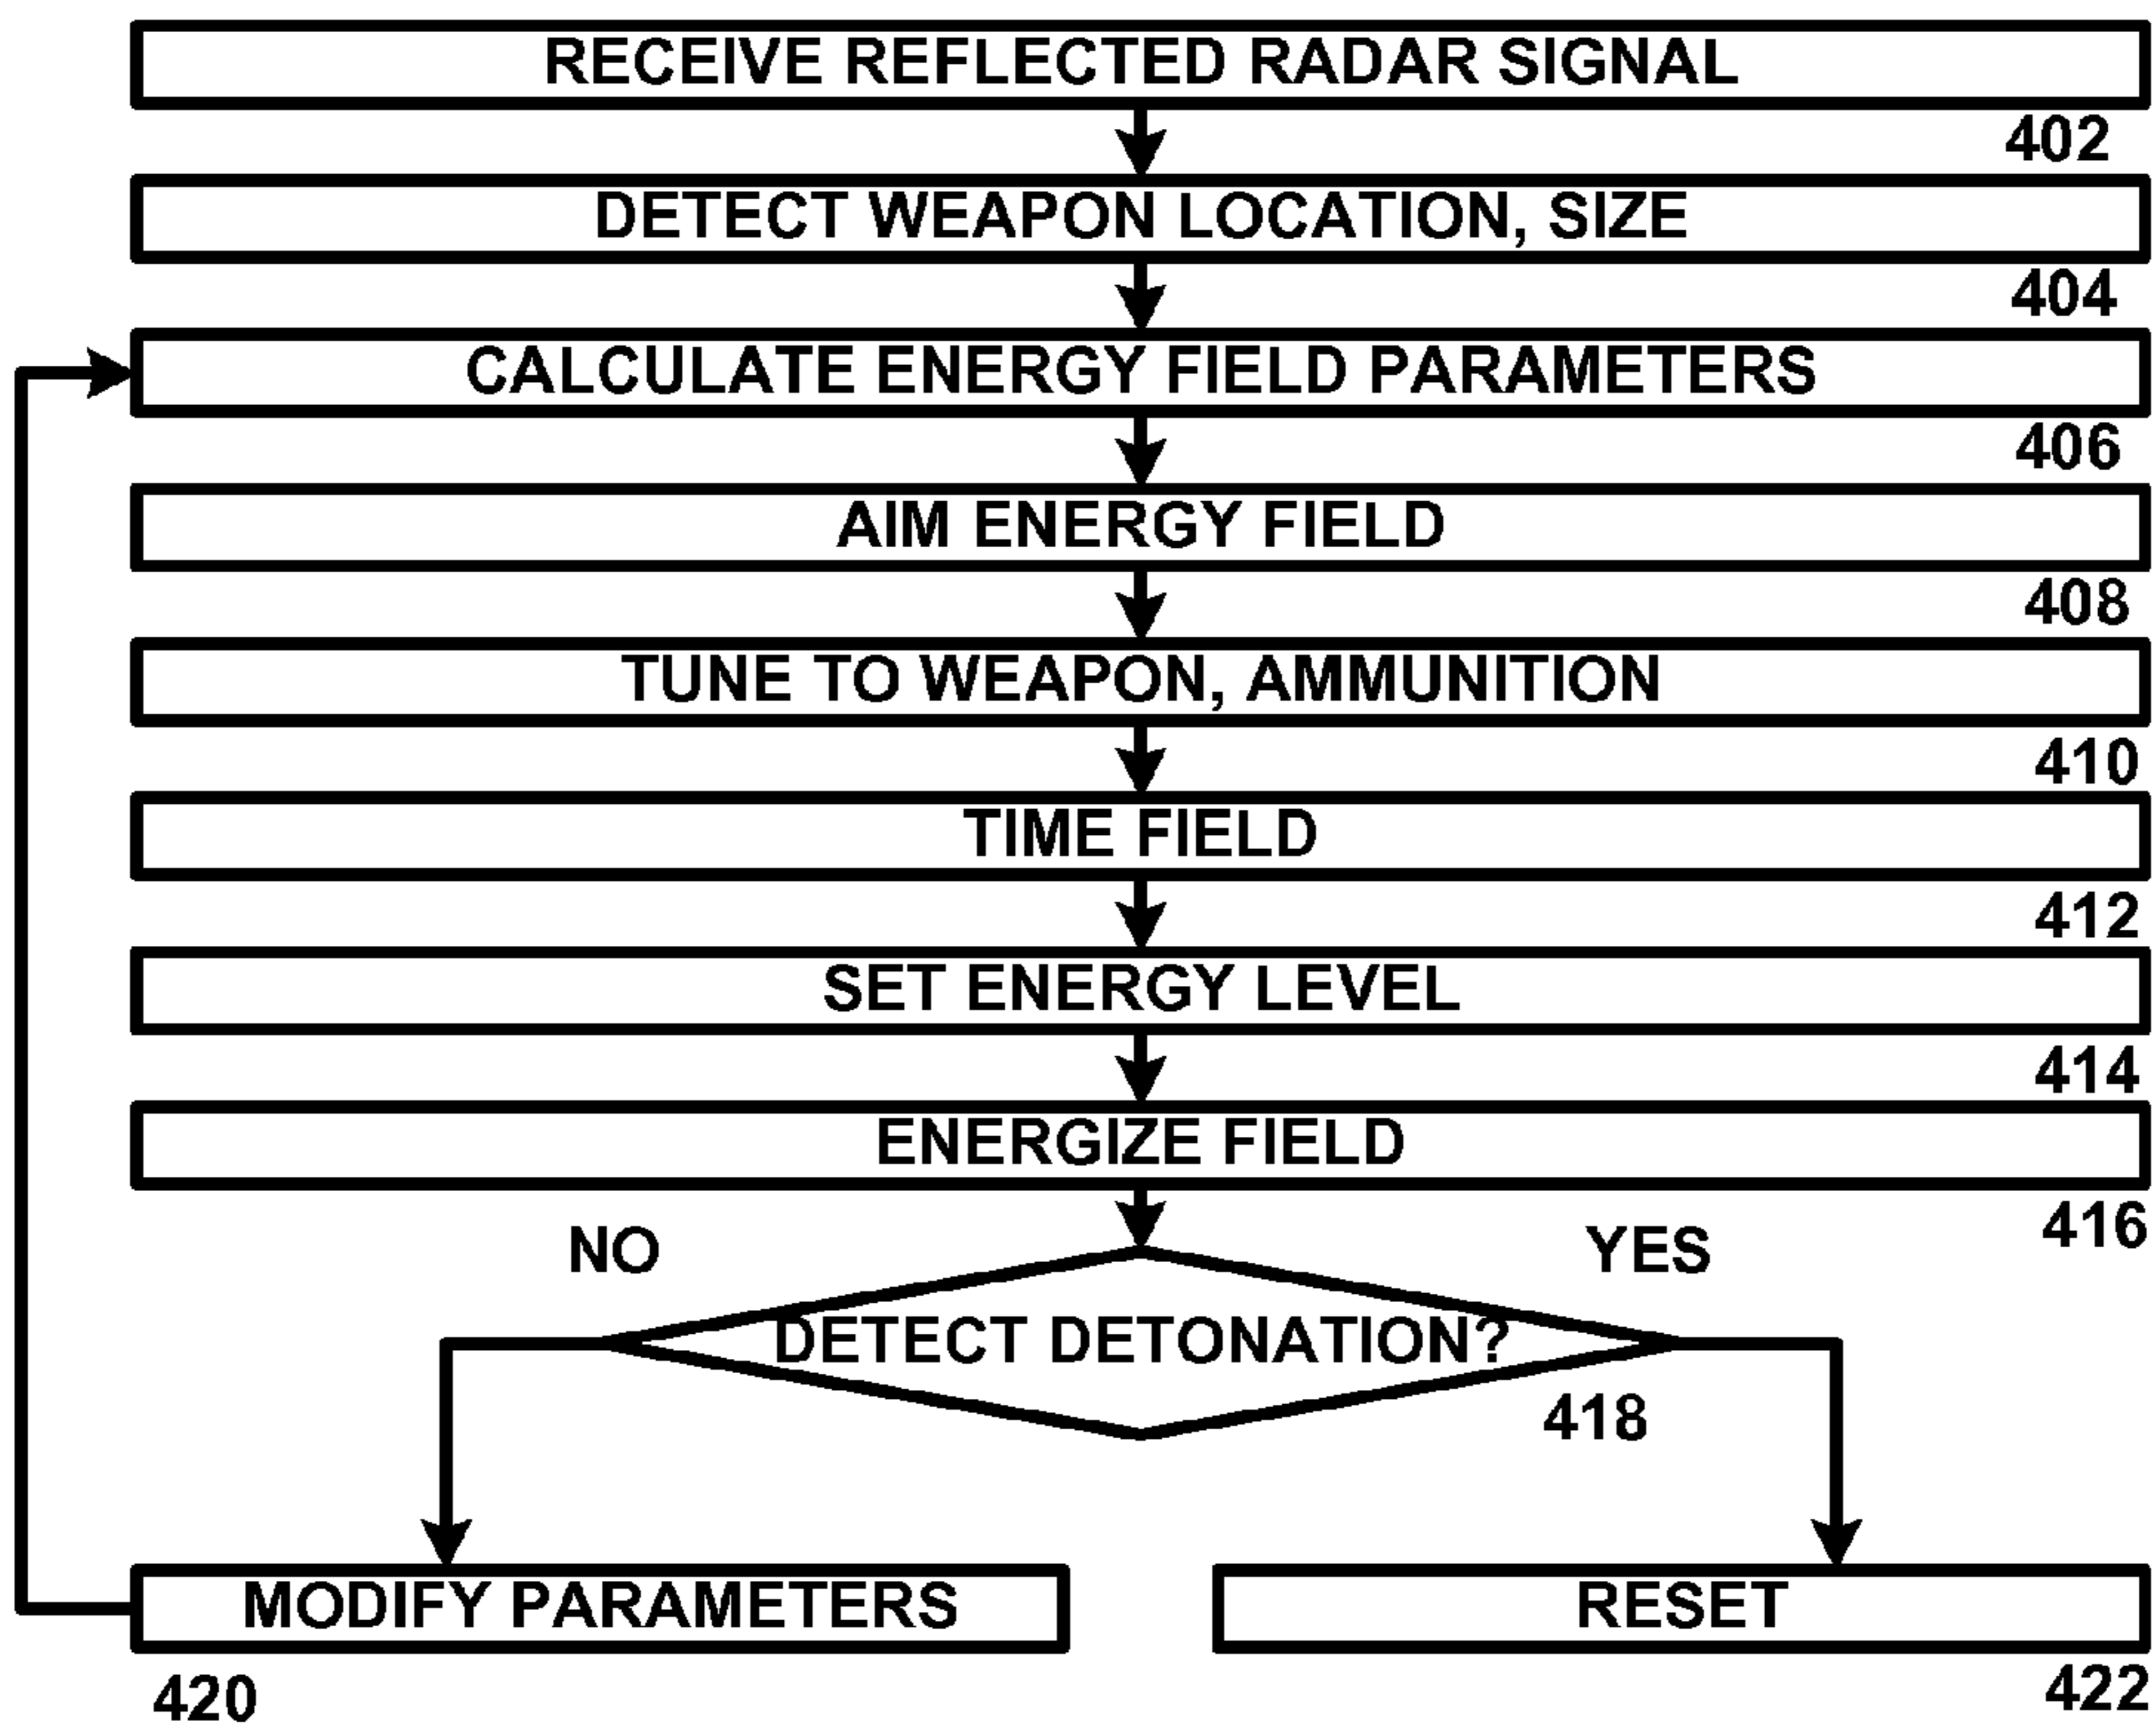 RECEIVE REFLECTED RADAR SIGNAL
402
DETECT WEAPON LOCATION, SIZE
404
CALCULATE ENERGY FIELD PARAMETERS
406
AIM ENERGY FIELD
408
TUNE TO WEAPON, AMMUNITION
410
TIME FIELD
412
SET ENERGY LEVEL
414
ENERGIZE FIELD
416
NO
YES
DETECT DETONATION?
418
MODIFY PARAMETERS
420
RESET
422